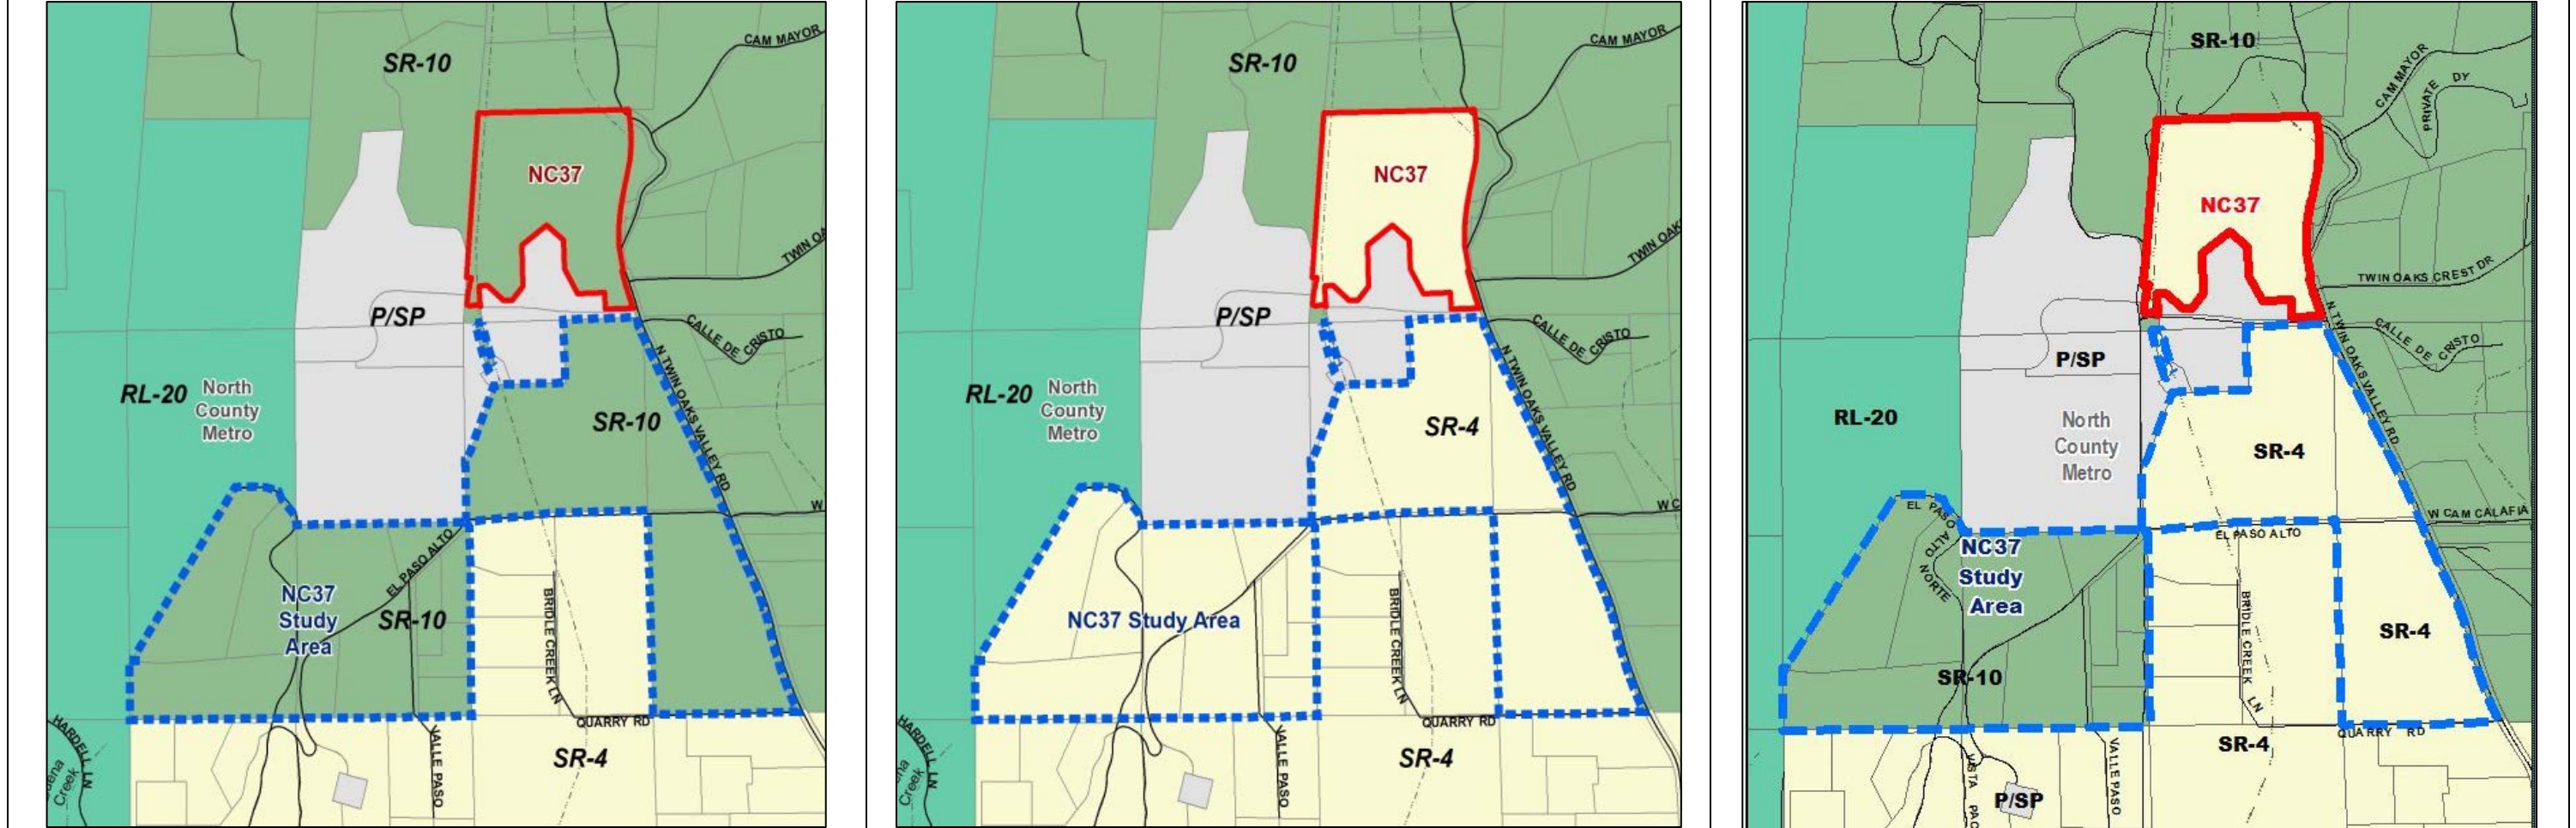 CAM MAYOR
SR-10
NC37
TWIN OA
P/SP
CALLE DE CRISTO
RL-20
North
County
Metro
SR-10
N TWIN OAKS VALLEY RD
W
EL PASO ALTO
NC37
Study
Area
SR-10
BRIDLE CREEK LN
QUARRY RD
HARDELL LN
VALLE PASO
SR-4
Creek
CAM MAYOR
SR-10
NC37
TWIN OAK
P/SP
CALLE DE CRISTO
RL-20
North
County
Metro
SR-4
N TWIN OAKS VALLEY RD
W C
NC37 Study Area
BRIDLE CREEK LN
QUARRY RD
HARDELL LN
VALLE PASO
SR-4
Creek
SR-10
CAM MAYOR
PRIVATE DY
NC37
TWIN OAKS CREST DR
N TWIN OAKS VALLEY RD
CALLE DE CRISTO
P/SP
RL-20
North
County
Metro
SR-4
EL PASO ALTO NORTE
W CAM CALAFIA
EL PASO ALTO
NC37
Study
Area
BRIDLE CREEK LN
SR-4
SR-10
QUARRY RD
SR-4
VISTA PAC
VALLE PASO
P/SP